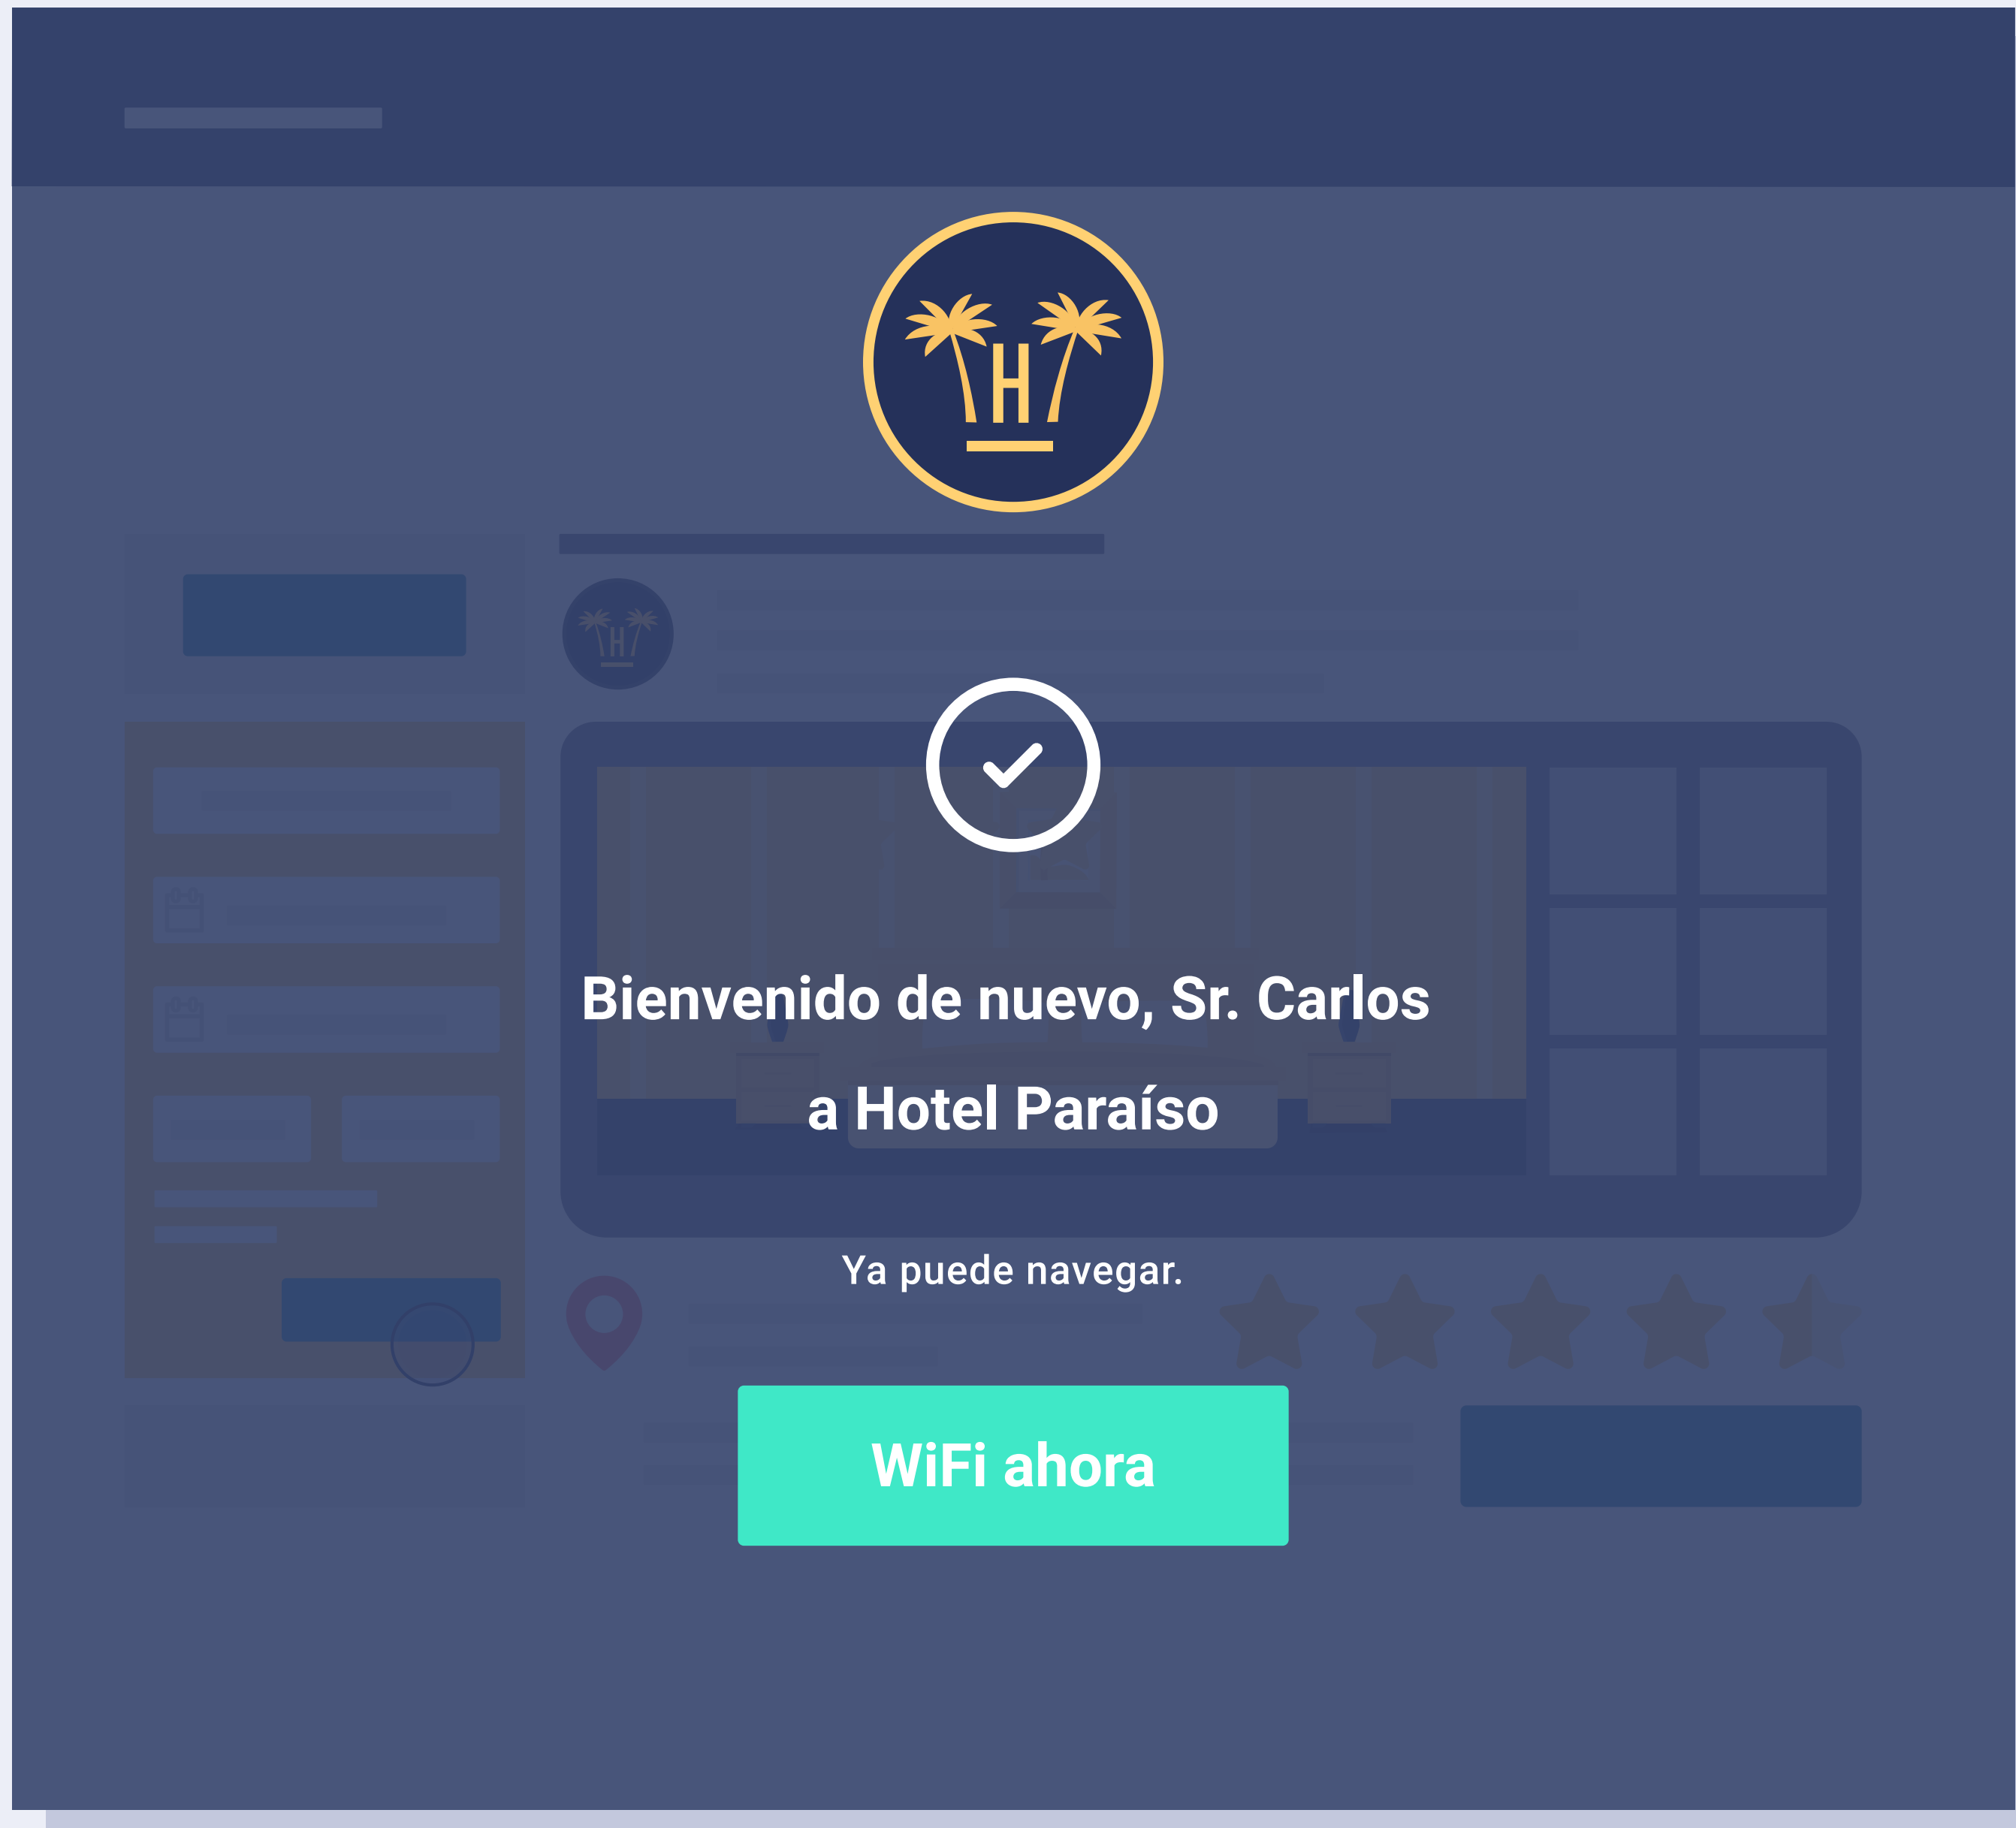 H
H
Bienvenido de nuevo, Sr. Carlos
a Hotel Paraíso
Ya puede navegar.
WiFi ahora